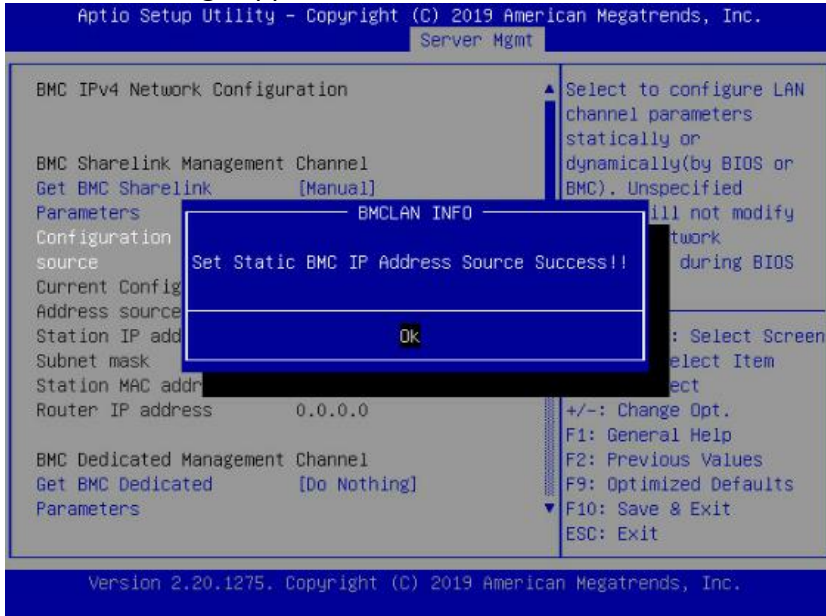 Aptio Setup Utility – Copyright (C) 2019 American Megatrends, Inc.
Server Mgmt
BMC IPv4 Network Configuration
BMC Sharelink Management Channel
Get BMC Sharelink [Manual]
Parameters
Configuration
source
Current Config
Address source
Station IP add
Subnet mask
Station MAC addr
Router IP address 0.0.0.0
BMC Dedicated Management Channel
Get BMC Dedicated [Do Nothing]
Parameters
BMCLAN INFO
Set Static BMC IP Address Source Success!!
Ok
Select to configure LAN
channel parameters
statically or
dynamically(by BIOS or
BMC). Unspecified
ill not modify
twork
during BIOS
: Select Screen
elect Item
ect
+/-: Change Opt.
F1: General Help
F2: Previous Values
F9: Optimized Defaults
F10: Save & Exit
ESC: Exit
Version 2.20.1275. Copyright (C) 2019 American Megatrends, Inc.